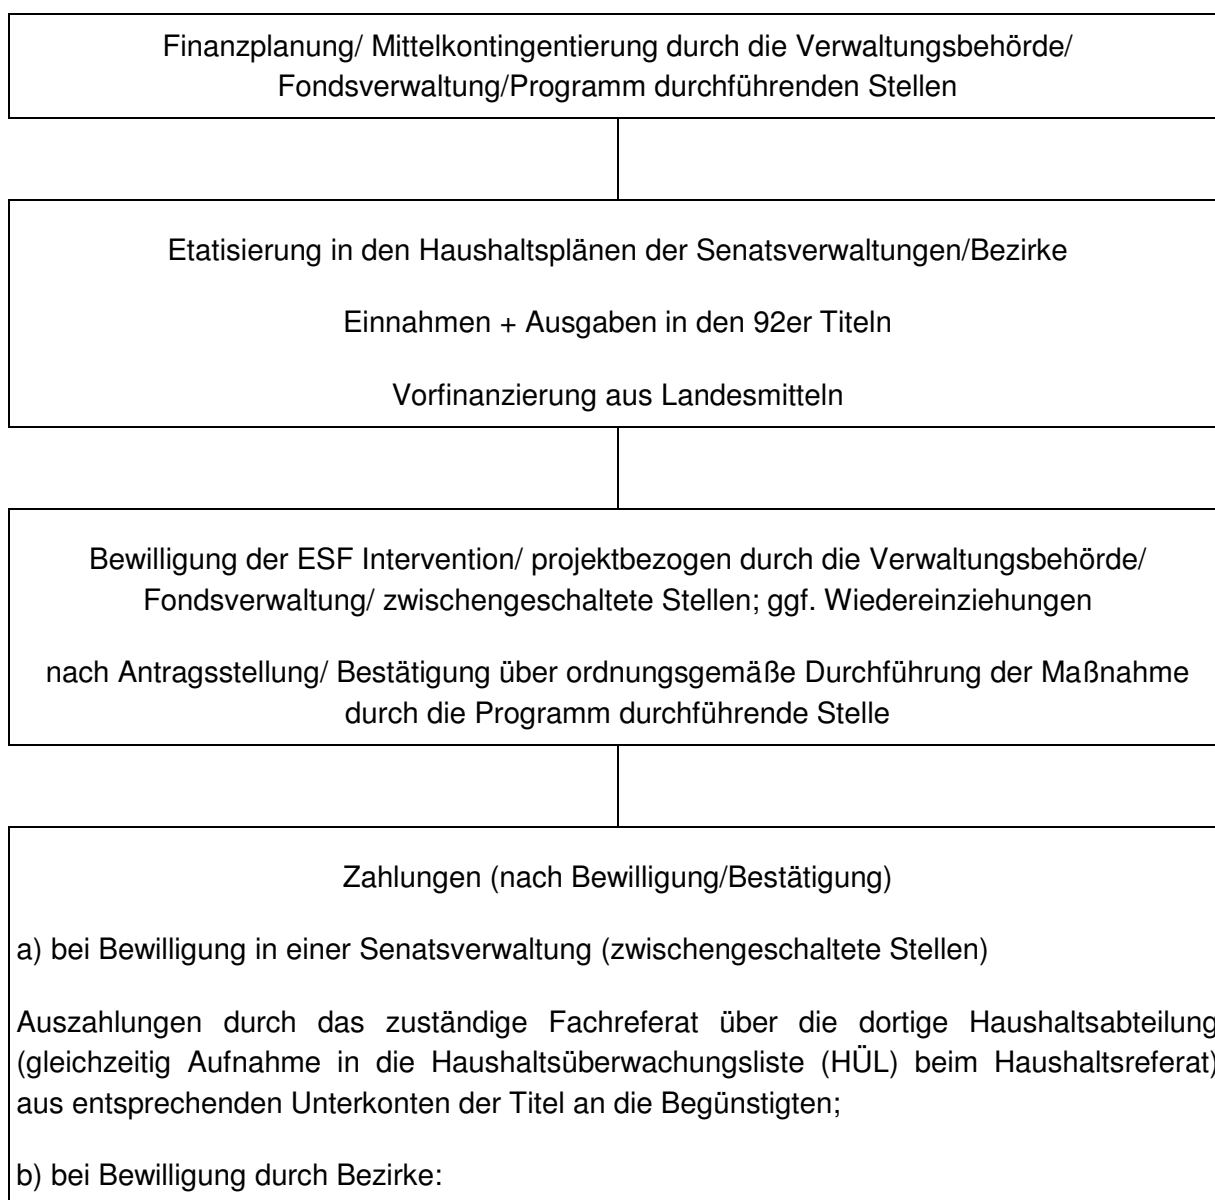 Finanzplanung/ Mittelkontingentierung durch die Verwaltungsbehörde/
Fondsverwaltung/Programm durchführenden Stellen
Etatisierung in den Haushaltsplänen der Senatsverwaltungen/Bezirke
Einnahmen + Ausgaben in den 92er Titeln
Vorfinanzierung aus Landesmitteln
Bewilligung der ESF Intervention/ projektbezogen durch die Verwaltungsbehörde/
Fondsverwaltung/ zwischengeschaltete Stellen; ggf. Wiedereinziehungen
nach Antragsstellung/ Bestätigung über ordnungsgemäße Durchführung der Maßnahme
durch die Programm durchführende Stelle
Zahlungen (nach Bewilligung/Bestätigung)
a) bei Bewilligung in einer Senatsverwaltung (zwischengeschaltete Stellen)
Auszahlungen durch das zuständige Fachreferat über die dortige Haushaltsabteilung
(gleichzeitig Aufnahme in die Haushaltsüberwachungsliste (HÜL) beim Haushaltsreferat)
aus entsprechenden Unterkonten der Titel an die Begünstigten;
b) bei Bewilligung durch Bezirke: